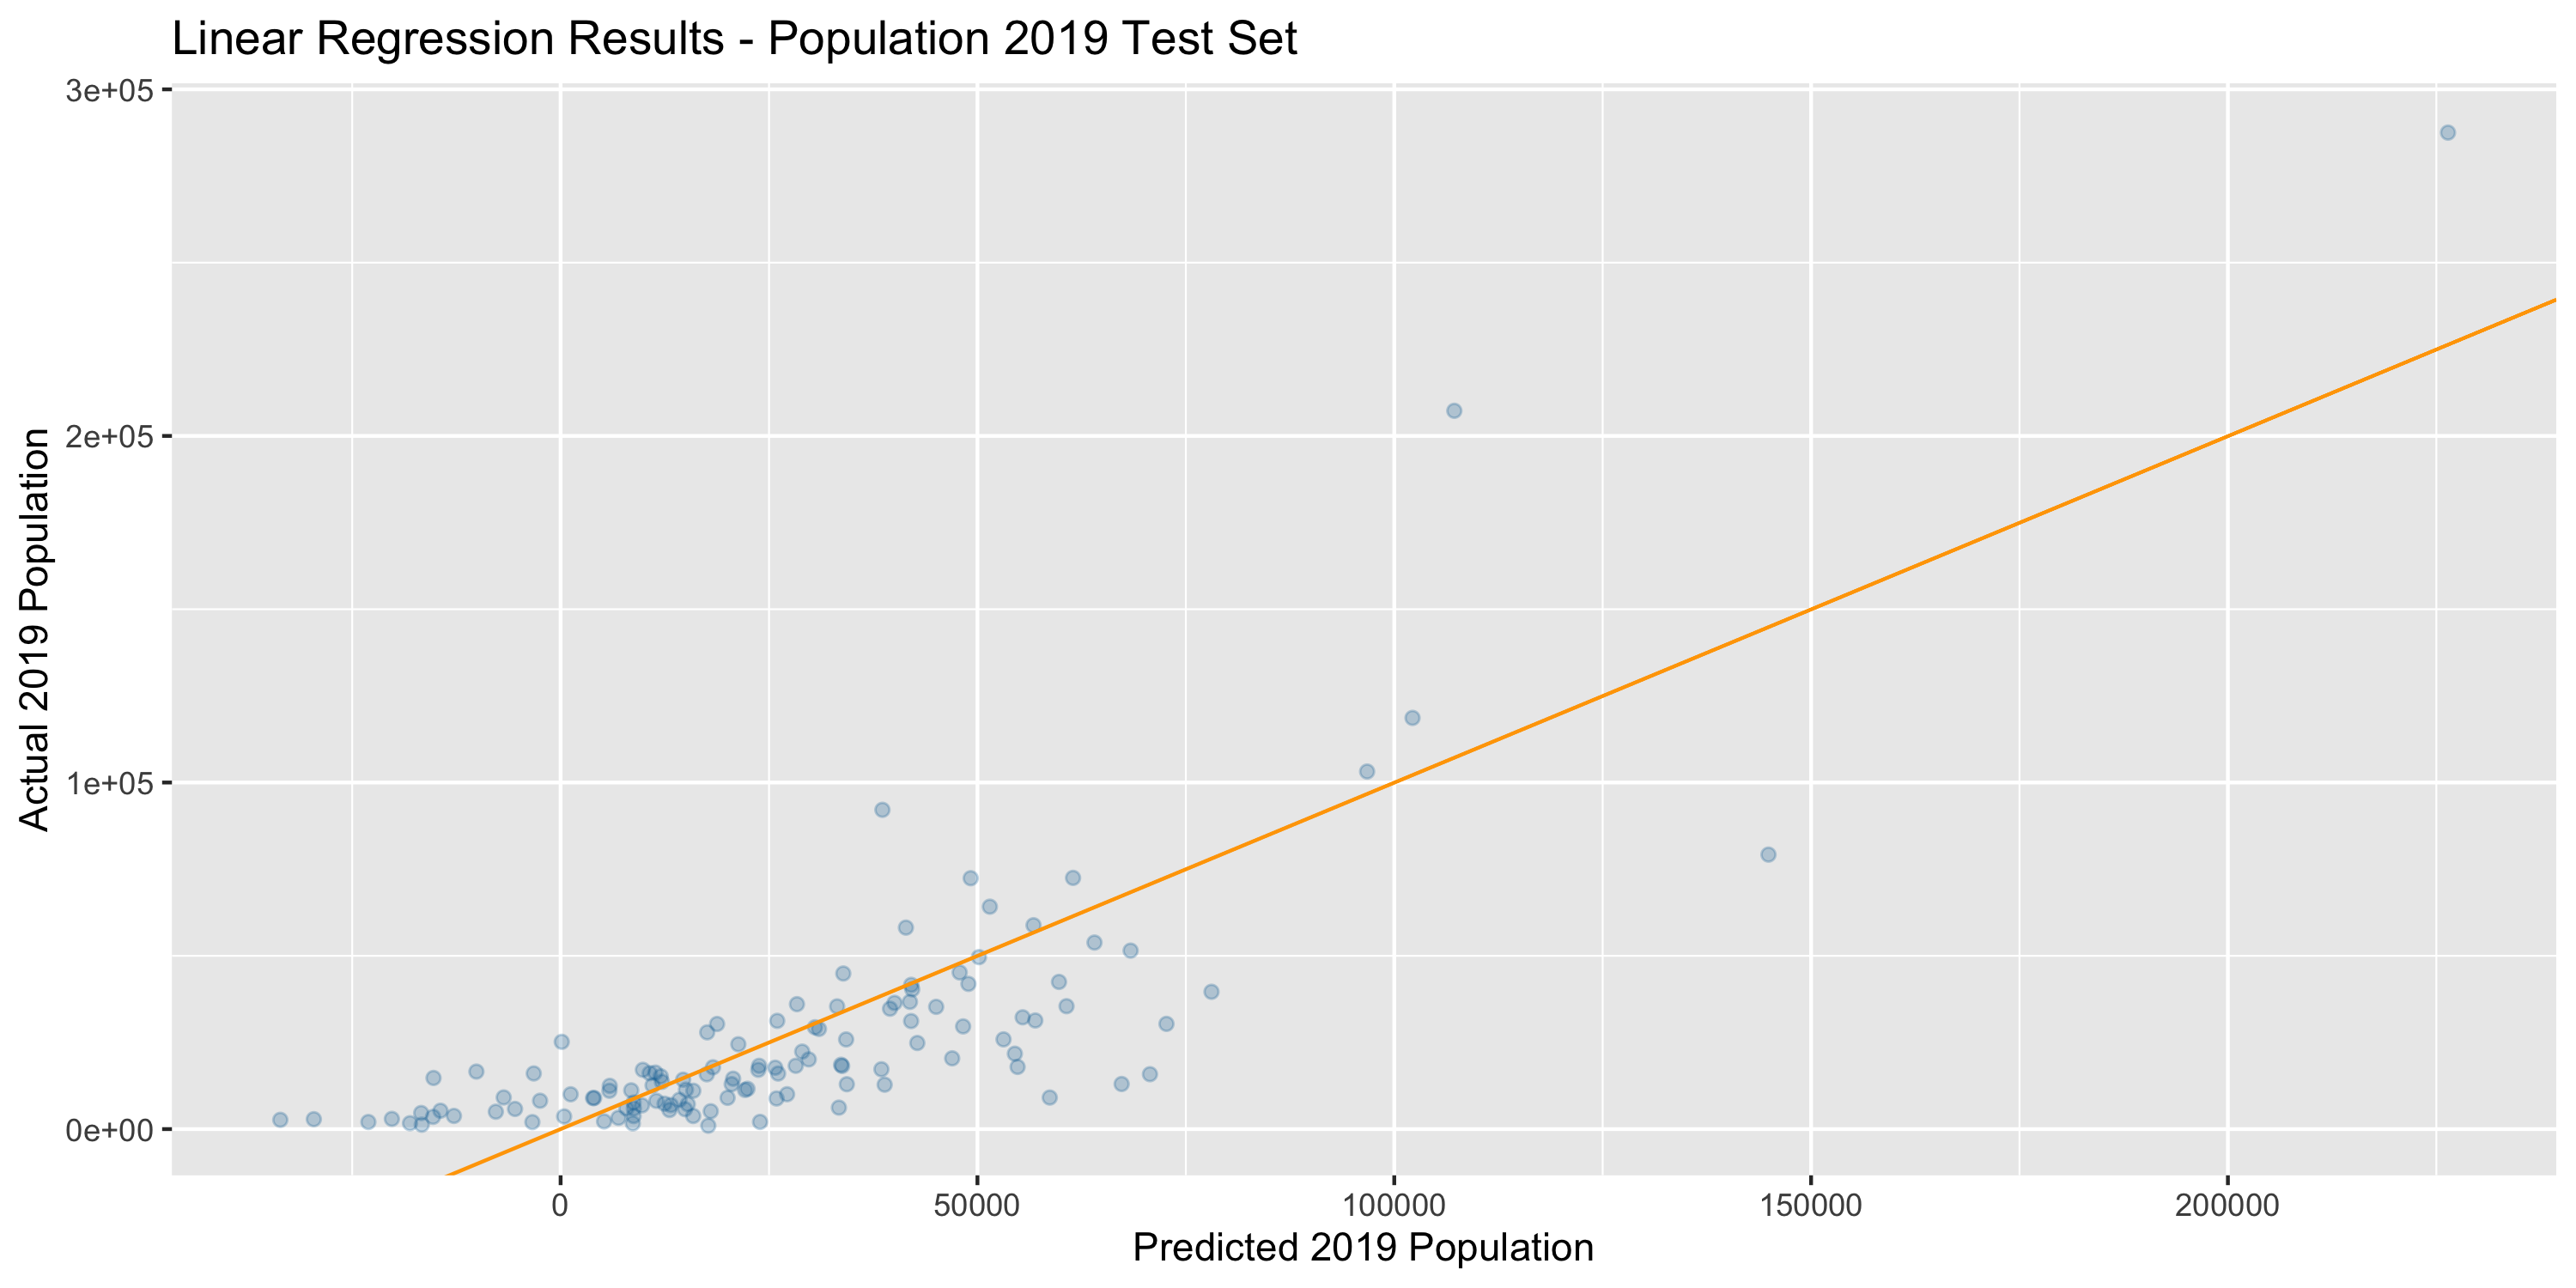 Linear Regression Results - Population 2019 Test Set
3e+05
2e+05
1e+05
0e+00
Actual 2019 Population
0
50000
100000
150000
200000
Predicted 2019 Population